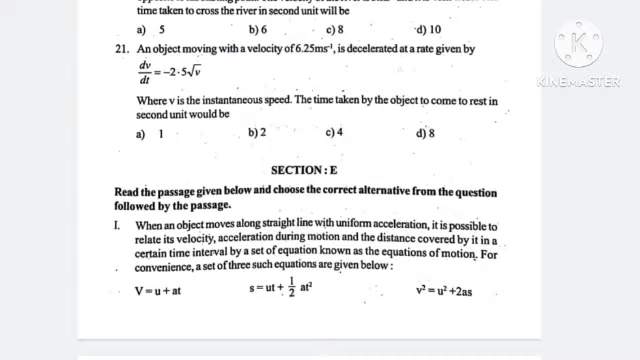 time taken to cross the river in second unit will be
a) 5 b) 6 c) 8 d) 10
21. An object moving with a velocity of 6.25ms⁻¹, is decelerated at a rate given by
dv/dt = -2·5√v
Where v is the instantaneous speed. The time taken by the object to come to rest in
second unit would be
a) 1 b) 2 c) 4 d) 8
SECTION : E
Read the passage given below and choose the correct alternative from the question
followed by the passage.
I. When an object moves along straight line with uniform acceleration, it is possible to
relate its velocity, acceleration during motion and the distance covered by it in a
certain time interval by a set of equation known as the equations of motion. For
convenience, a set of three such equations are given below :
V = u + at s = ut + 1/2 at² v² = u² +2as
K
KINEMASTER